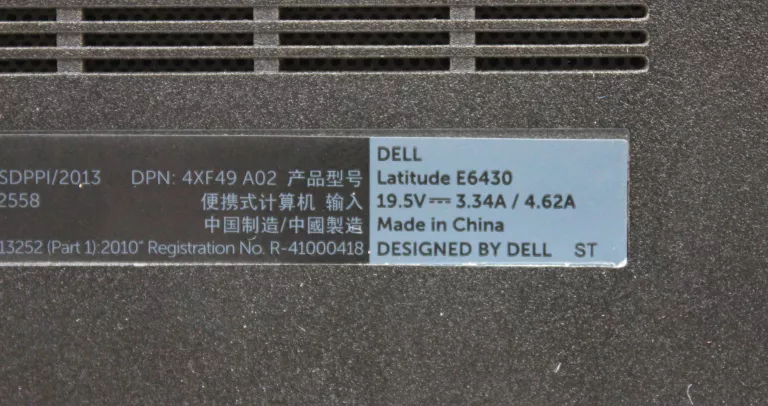 SDPPI/2013 DPN: 4XF49 A02 产品型号
2558 便携式计算机 输入
中国制造/中國製造
13252 (Part 1):2010" Registration No. R-41000418
DELL
Latitude E6430
19.5V⎓ 3.34A / 4.62A
Made in China
DESIGNED BY DELL ST